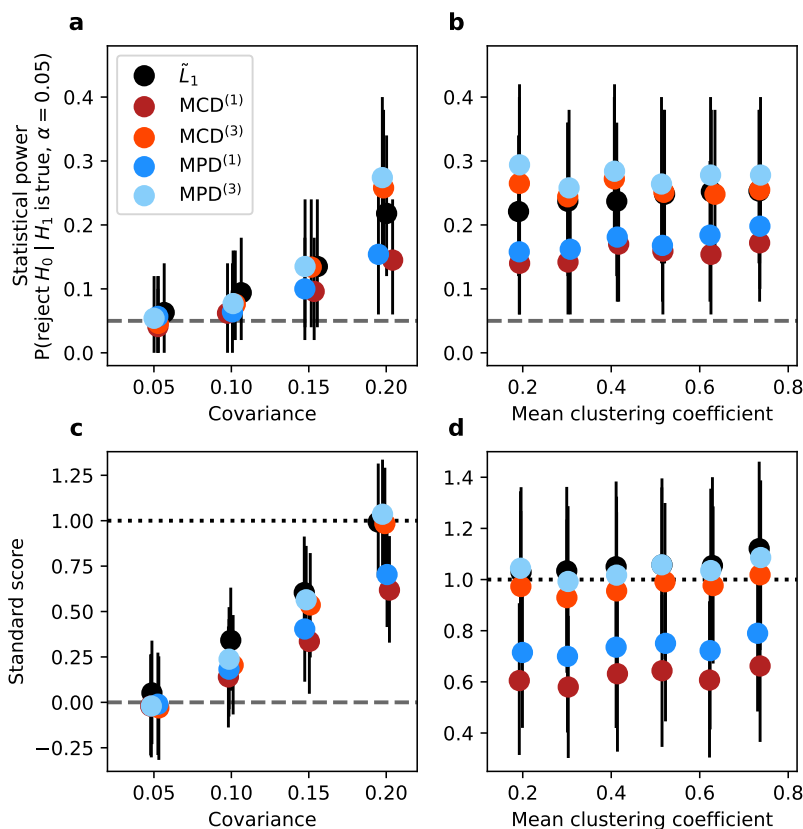 a
Statistical power
P(reject H₀ | H₁ is true, α = 0.05)
0.4
0.3
0.2
0.1
0.0
L̃₁
MCD⁽¹⁾
MCD⁽³⁾
MPD⁽¹⁾
MPD⁽³⁾
0.05 0.10 0.15 0.20
Covariance
b
0.4
0.3
0.2
0.1
0.0
0.2 0.4 0.6 0.8
Mean clustering coefficient
c
Standard score
1.25
1.00
0.75
0.50
0.25
0.00
−0.25
0.05 0.10 0.15 0.20
Covariance
d
1.4
1.2
1.0
0.8
0.6
0.4
0.2 0.4 0.6 0.8
Mean clustering coefficient